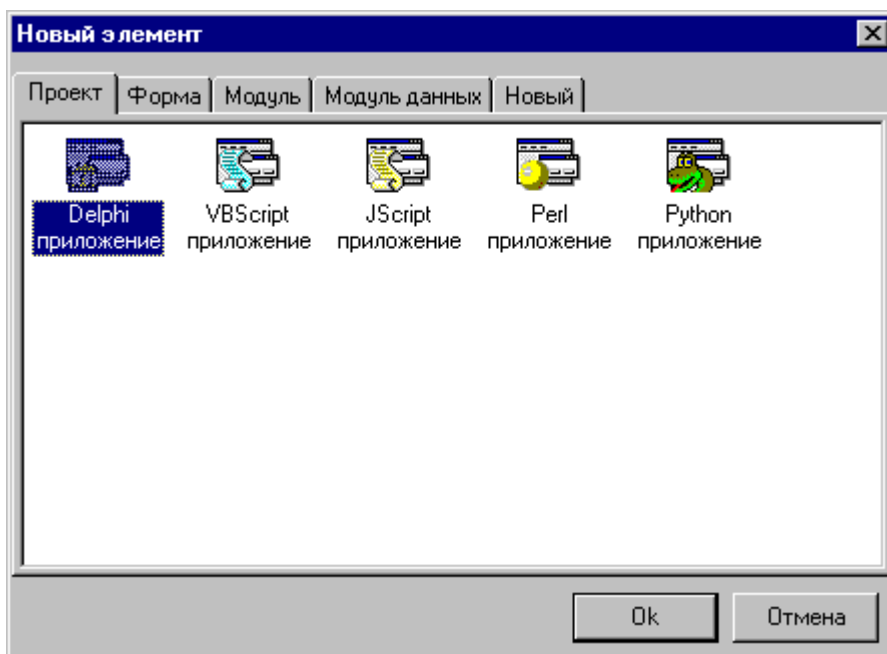 Новый элемент
Проект Форма Модуль Модуль данных Новый
Delphi приложение
VBScript приложение
JScript приложение
Perl приложение
Python приложение
Ok Отмена